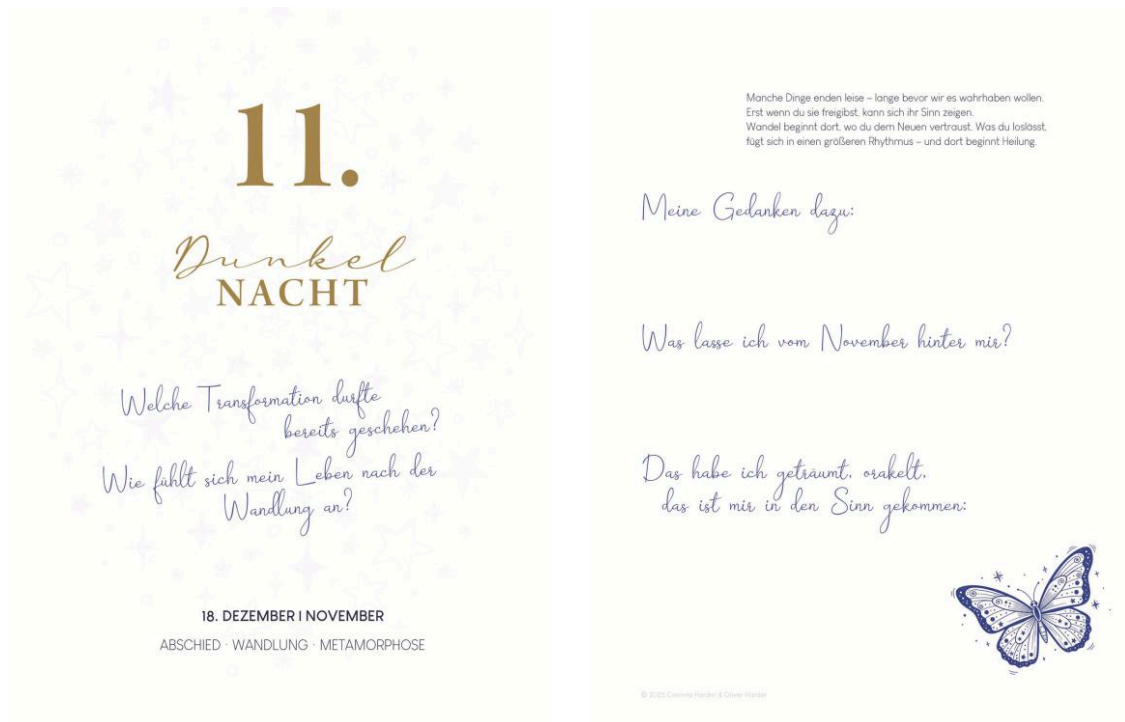 11.
Dunkel
NACHT
Welche Transformation durfte
bereits geschehen?
Wie fühlt sich mein Leben nach der
Wandlung an?
18. DEZEMBER I NOVEMBER
ABSCHIED · WANDLUNG · METAMORPHOSE
Manche Dinge enden leise – lange bevor wir es wahrhaben wollen.
Erst wenn du sie freigibst, kann sich ihr Sinn zeigen.
Wandel beginnt dort, wo du dem Neuen vertraust. Was du loslässt,
fügt sich in einen größeren Rhythmus – und dort beginnt Heilung.
Meine Gedanken dazu:
Was lasse ich vom November hinter mir?
Das habe ich geträumt, orakelt,
das ist mir in den Sinn gekommen:
© 2025 & Oliver Harder